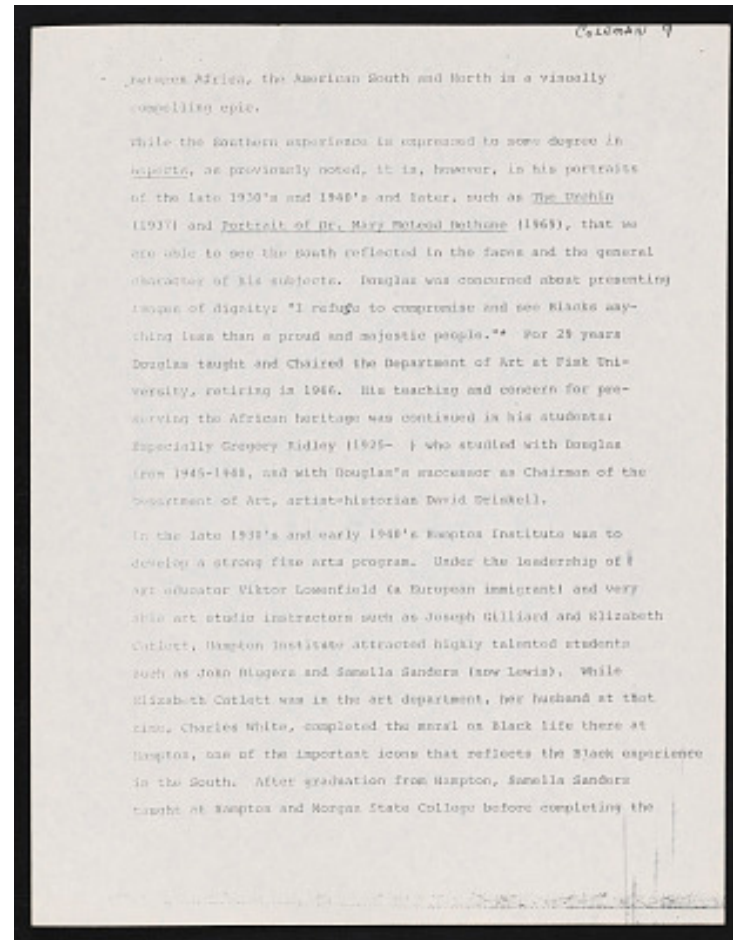 COLEMAN 9
between Africa, the American South and North in a visually
compelling epic.
While the Southern experience is expressed to some degree in
Aspects, as previously noted, it is, however, in his portraits
of the late 1930's and 1940's and later, such as The Urchin
(1937) and Portrait of Dr. Mary McLeod Bethune (1969), that we
are able to see the South reflected in the faces and the general
character of his subjects. Douglas was concerned about presenting
images of dignity: "I refuse to compromise and see Blacks any-
thing less than a proud and majestic people."* For 29 years
Douglas taught and Chaired the Department of Art at Fisk Uni-
versity, retiring in 1966. His teaching and concern for pre-
serving the African heritage was continued in his students:
Especially Gregory Ridley (1925- ) who studied with Douglas
from 1945-1948, and with Douglas's successor as Chairman of the
Department of Art, artist-historian David Driskell.
In the late 1930's and early 1940's Hampton Institute was to
develop a strong fine arts program. Under the leadership of
art educator Viktor Lowenfield (a European immigrant) and very
able art studio instructors such as Joseph Gilliard and Elizabeth
Catlett, Hampton Institute attracted highly talented students
such as John Biggers and Samella Sanders (now Lewis). While
Elizabeth Catlett was in the art department, her husband at that
time, Charles White, completed the mural on Black life there at
Hampton, one of the important icons that reflects the Black experience
in the South. After graduation from Hampton, Samella Sanders
taught at Hampton and Morgan State College before completing the